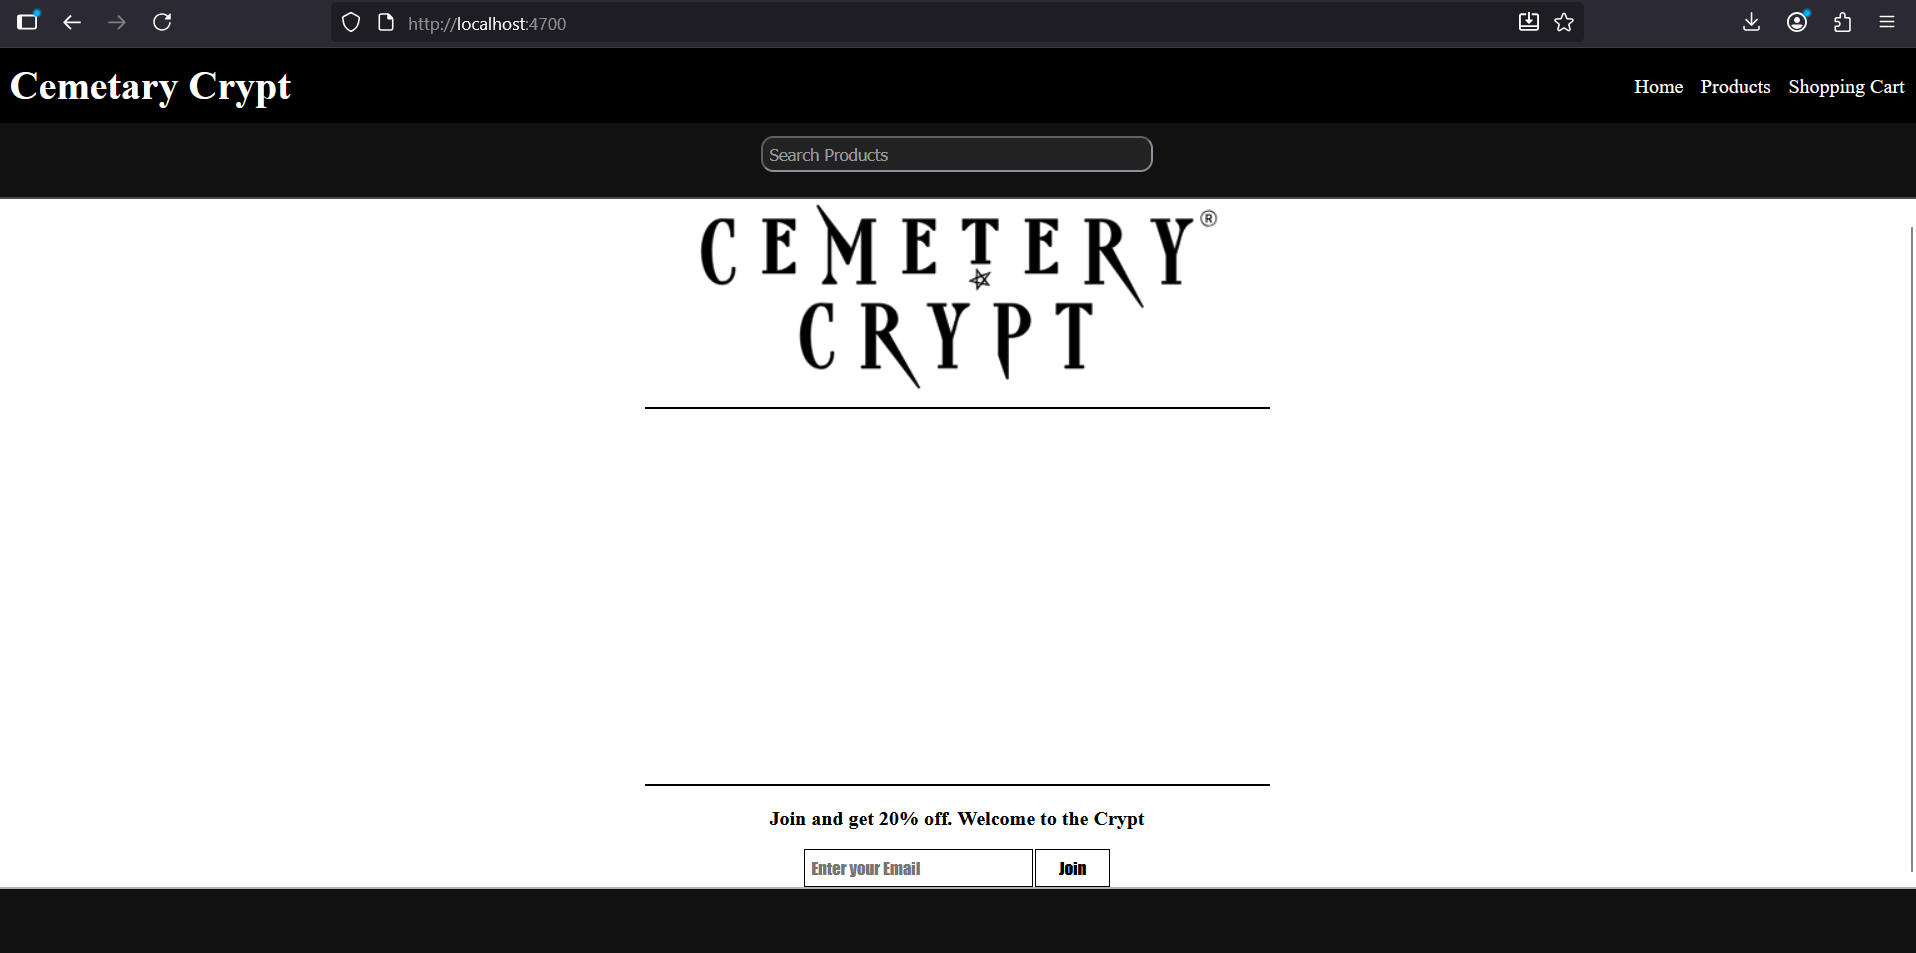 http://localhost:4700
Cemetary Crypt
Home Products Shopping Cart
Search Products
CEMETERY®
CRYPT
Join and get 20% off. Welcome to the Crypt
Enter your Email Join